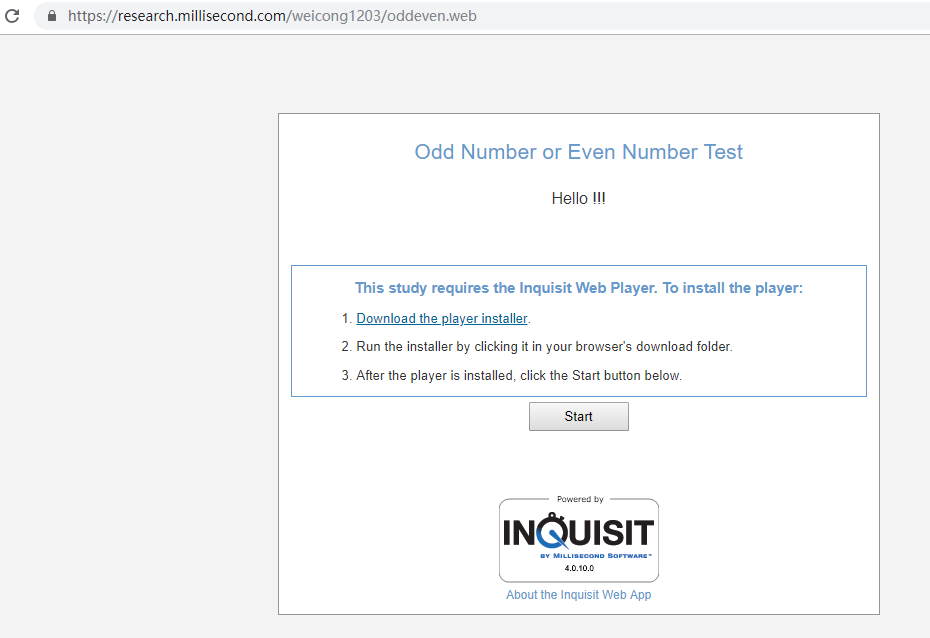 https://research.millisecond.com/weicong1203/oddeven.web
Odd Number or Even Number Test
Hello !!!
This study requires the Inquisit Web Player. To install the player:
1. Download the player installer.
2. Run the installer by clicking it in your browser's download folder.
3. After the player is installed, click the Start button below.
Start
Powered by
INQUISIT
BY MILLISECOND SOFTWARE™
4.0.10.0
About the Inquisit Web App